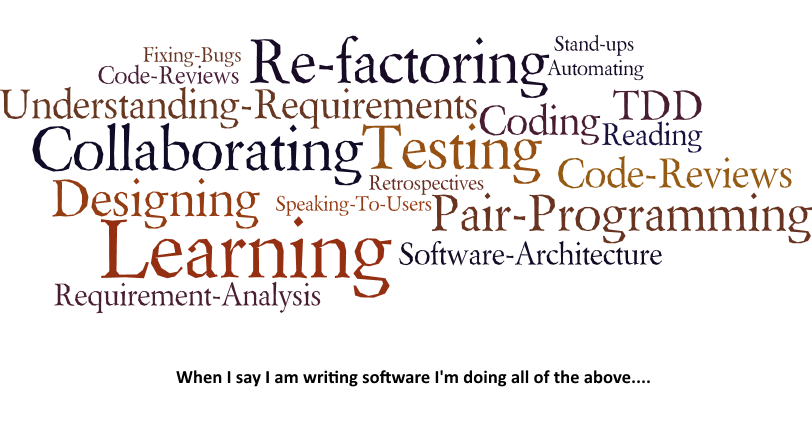 Fixing-Bugs Re-factoring Stand-ups
Code-Reviews Automating
Understanding-Requirements Coding TDD
Collaborating Testing Reading
Retrospectives Code-Reviews
Designing Speaking-To-Users Pair-Programming
Learning Software-Architecture
Requirement-Analysis
When I say I am writing software I'm doing all of the above....